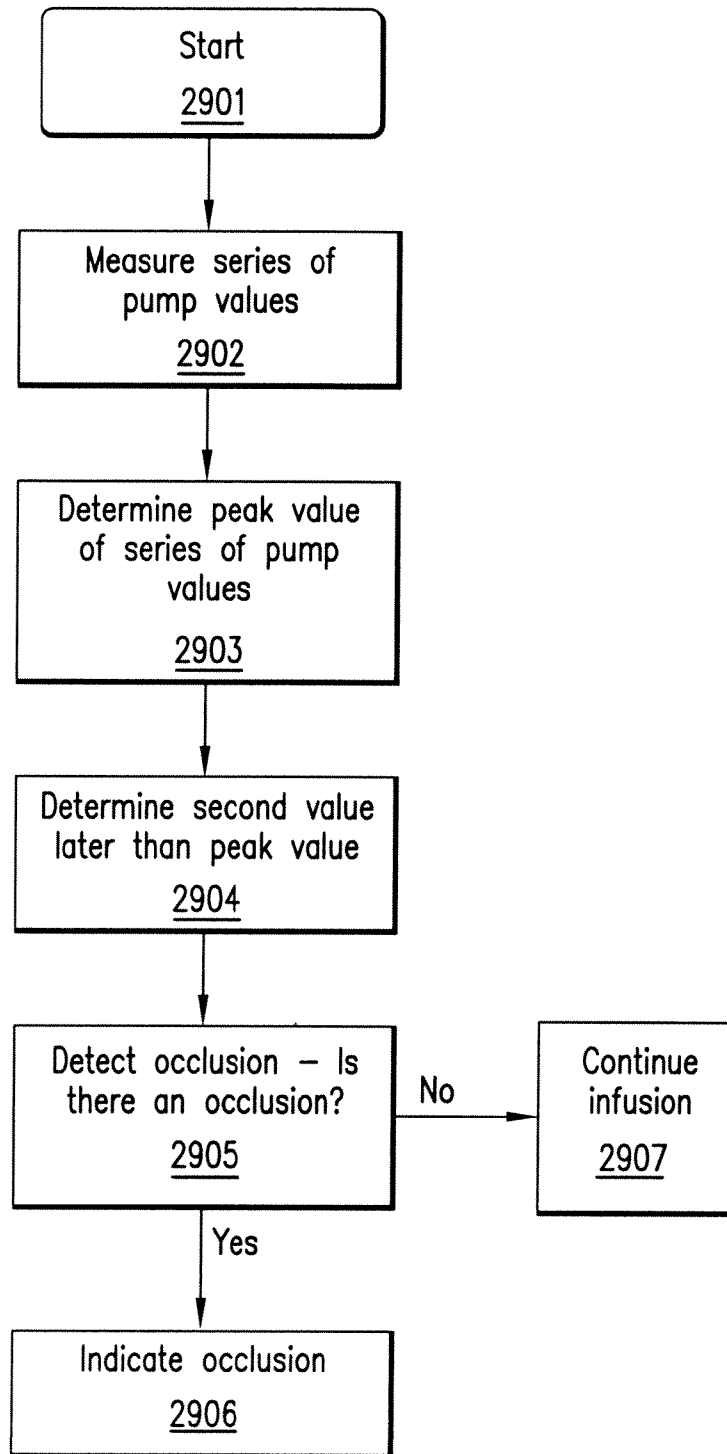 Start
2901
Measure series of
pump values
2902
Determine peak value
of series of pump
values
2903
Determine second value
later than peak value
2904
Detect occlusion – Is
there an occlusion?
2905
No
Continue
infusion
2907
Yes
Indicate occlusion
2906